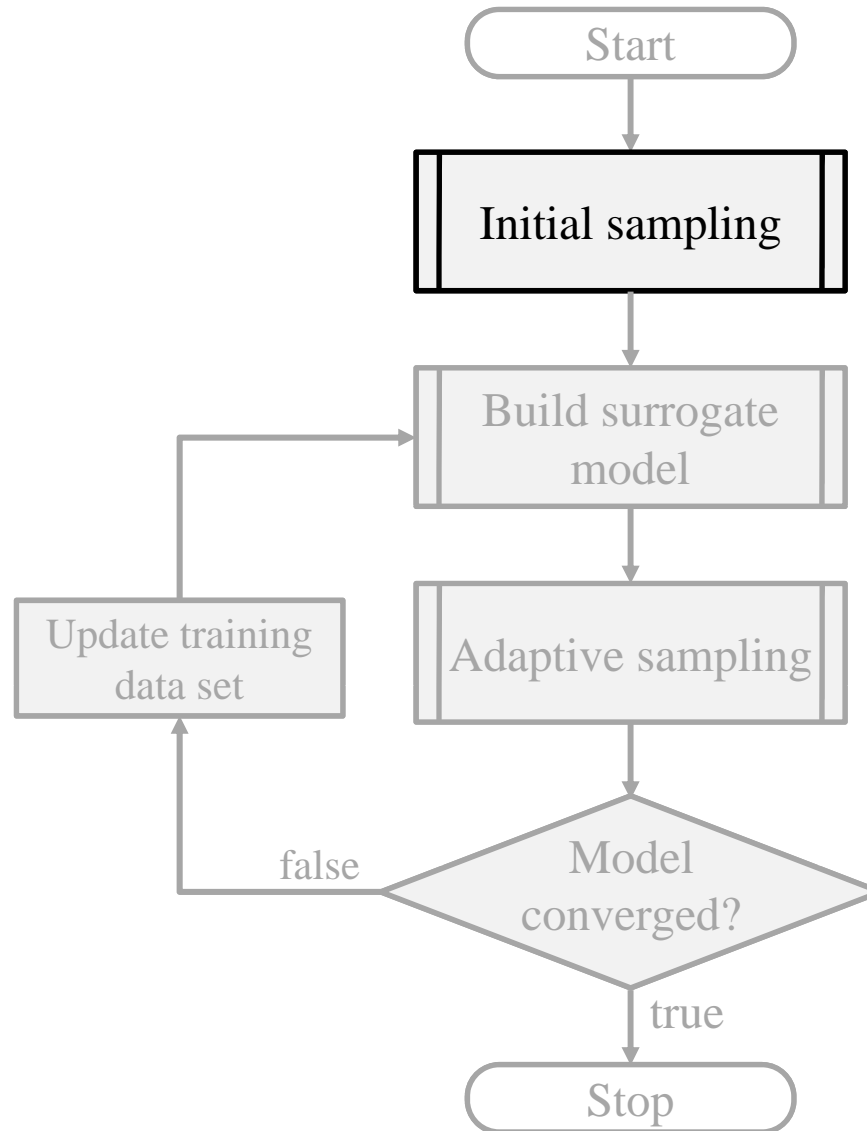 Start
Initial sampling
Build surrogate
model
Update training
data set
Adaptive sampling
false
Model
converged?
true
Stop